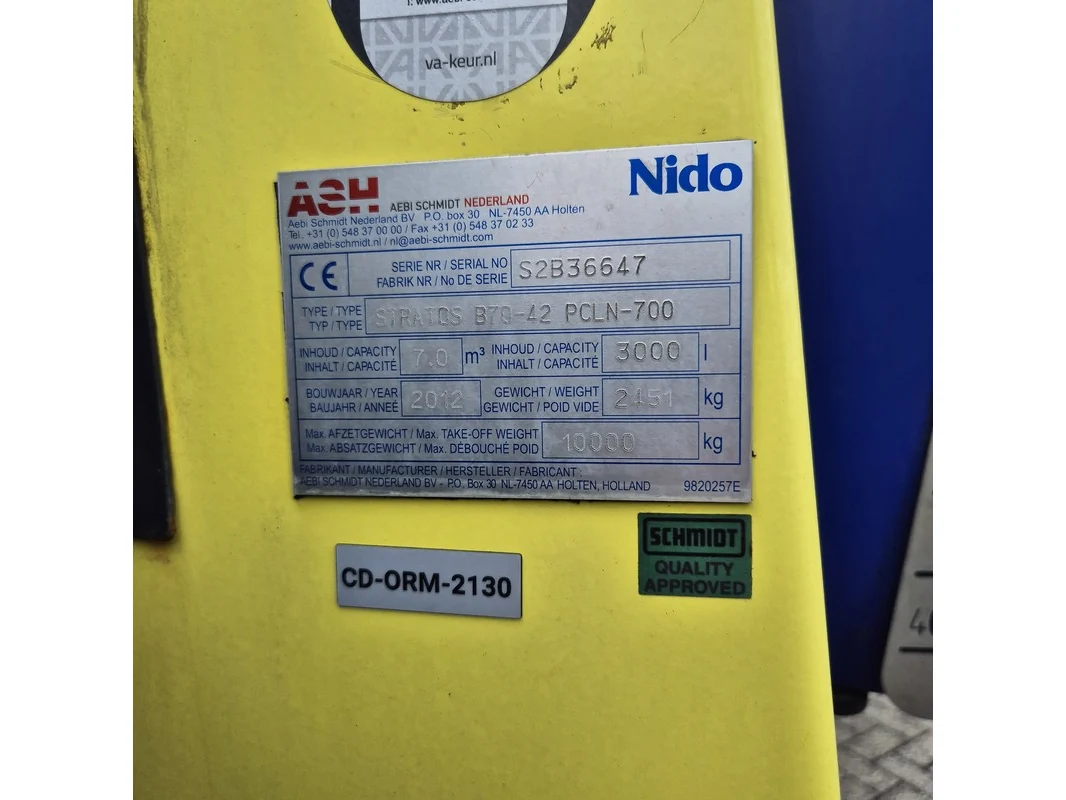 va-keur.nl
ASH AEBI SCHMIDT NEDERLAND
Nido
Aebi Schmidt Nederland BV P.O. box 30 NL-7450 AA Holten
Tel. +31 (0) 548 37 00 00 / Fax +31 (0) 548 37 02 33
www.aebi-schmidt.nl / nl@aebi-schmidt.com
CE
SERIE NR / SERIAL NO
FABRIK NR / No DE SERIE
S2B36647
TYPE / TYPE
TYP / TYPE
STRATOS B70-42 PCLN-700
INHOUD / CAPACITY
INHALT / CAPACITÉ
7.0 m³
INHOUD / CAPACITY
INHALT / CAPACITÉ
3000 l
BOUWJAAR / YEAR
BAUJAHR / ANNEÉ
2012
GEWICHT / WEIGHT
GEWICHT / POID VIDE
2451 kg
Max. AFZETGEWICHT / Max. TAKE-OFF WEIGHT
Max. ABSATZGEWICHT / Max. DÉBOUCHÉ POID
10000 kg
FABRIKANT / MANUFACTURER / HERSTELLER / FABRICANT :
AEBI SCHMIDT NEDERLAND BV - P.O. Box 30 NL-7450 AA HOLTEN, HOLLAND 9820257E
SCHMIDT
QUALITY
APPROVED
CD-ORM-2130